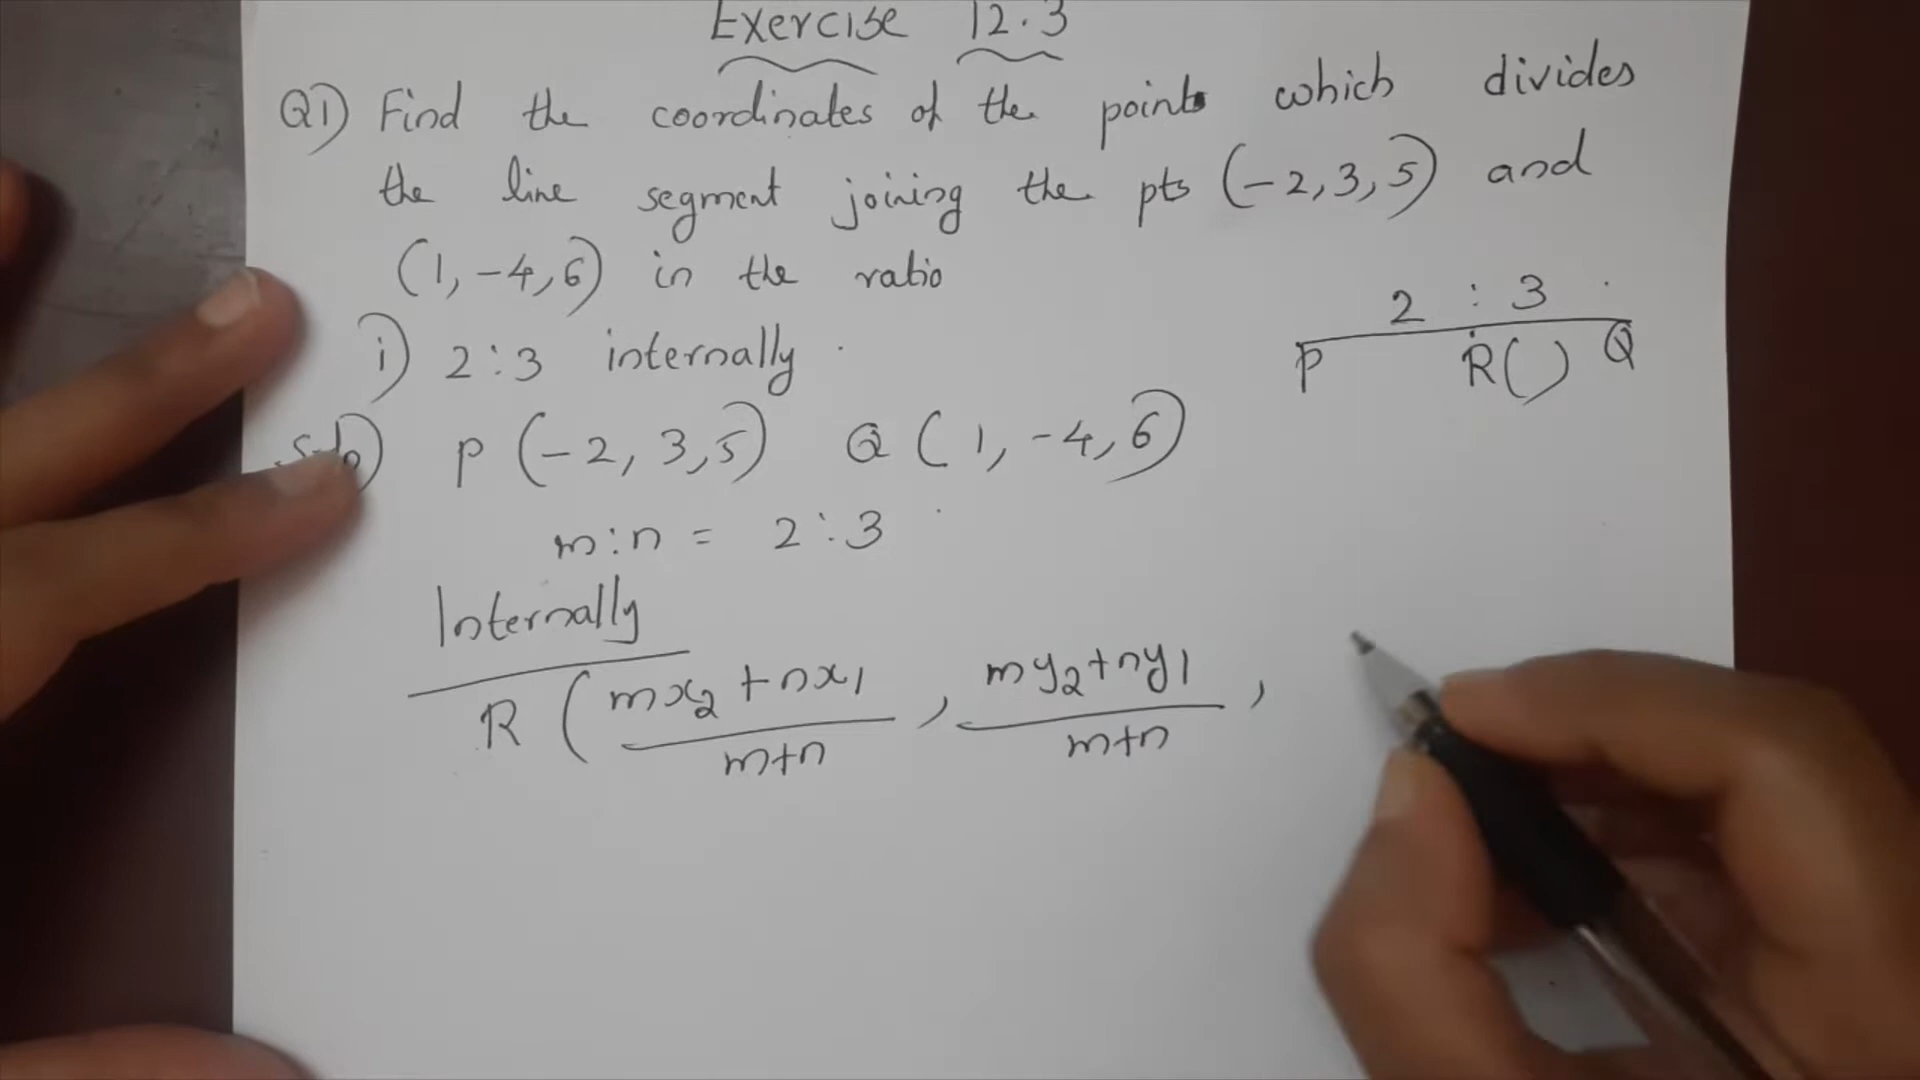 Exercise 12.3
Q1) Find the coordinates of the point which divides
the line segment joining the pts (-2, 3, 5) and
(1, -4, 6) in the ratio
2 : 3
P R( ) Q
i) 2:3 internally
P (-2, 3, 5) Q (1, -4, 6)
m:n = 2:3
Internally
R ( mx₂ + nx₁ / m+n , my₂+ny₁ / m+n ,